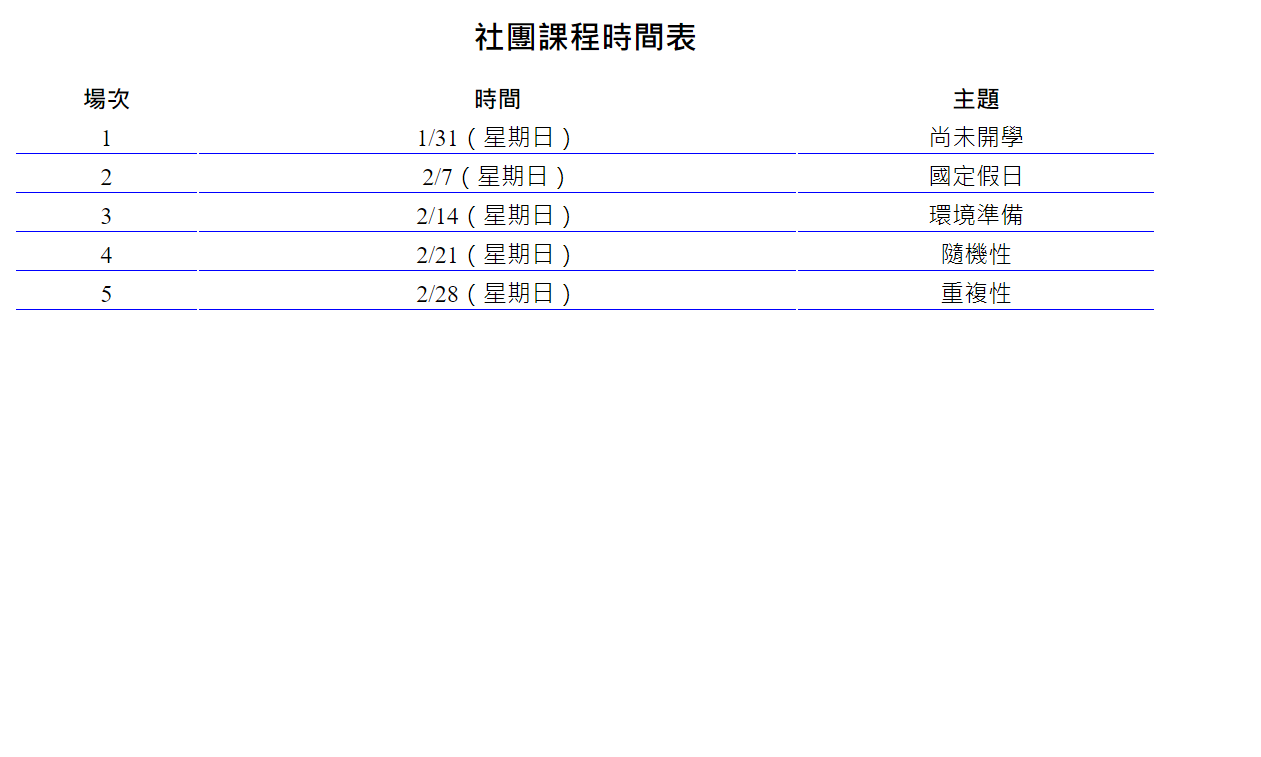 社團課程時間表
場次 時間 主題
1 1/31（星期日） 尚未開學
2 2/7（星期日） 國定假日
3 2/14（星期日） 環境準備
4 2/21（星期日） 隨機性
5 2/28（星期日） 重複性